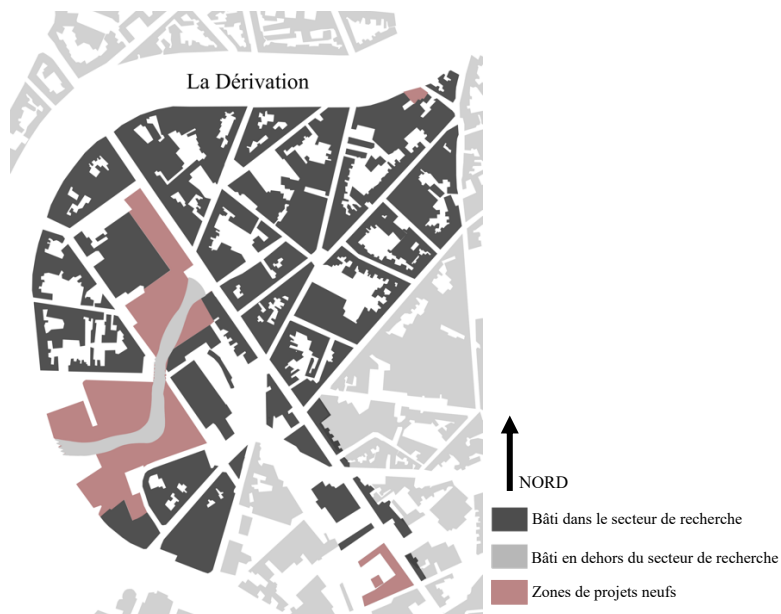 La Dérivation
NORD
Bâti dans le secteur de recherche
Bâti en dehors du secteur de recherche
Zones de projets neufs